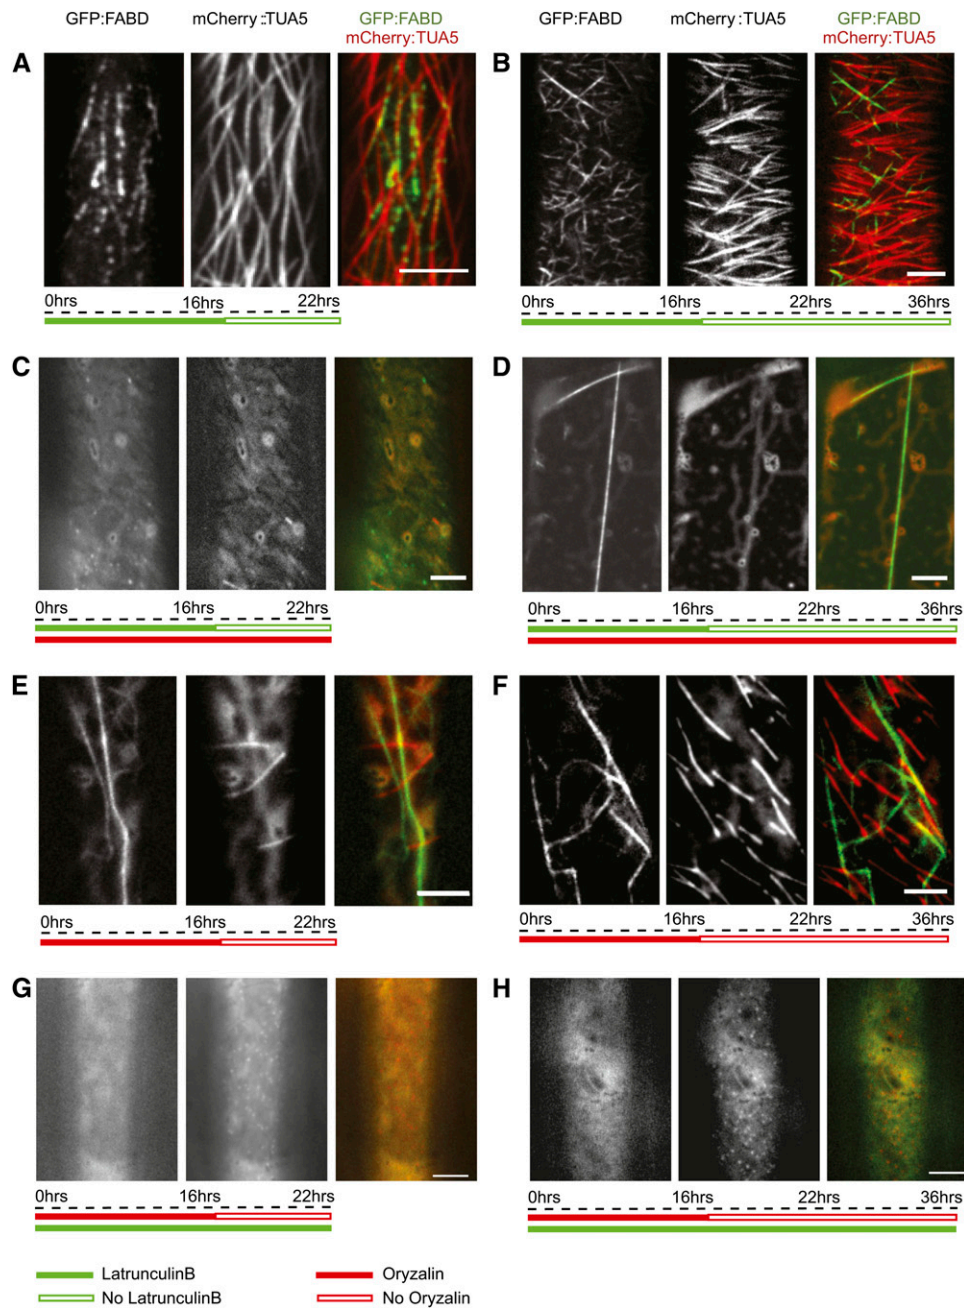 GFP:FABD mCherry::TUA5 GFP:FABD
mCherry:TUA5
GFP:FABD mCherry:TUA5 GFP:FABD
mCherry:TUA5
A
B
0hrs 16hrs 22hrs
0hrs 16hrs 22hrs 36hrs
C
D
0hrs 16hrs 22hrs
0hrs 16hrs 22hrs 36hrs
E
F
0hrs 16hrs 22hrs
0hrs 16hrs 22hrs 36hrs
G
H
0hrs 16hrs 22hrs
0hrs 16hrs 22hrs 36hrs
LatrunculinB Oryzalin
No LatrunculinB No Oryzalin